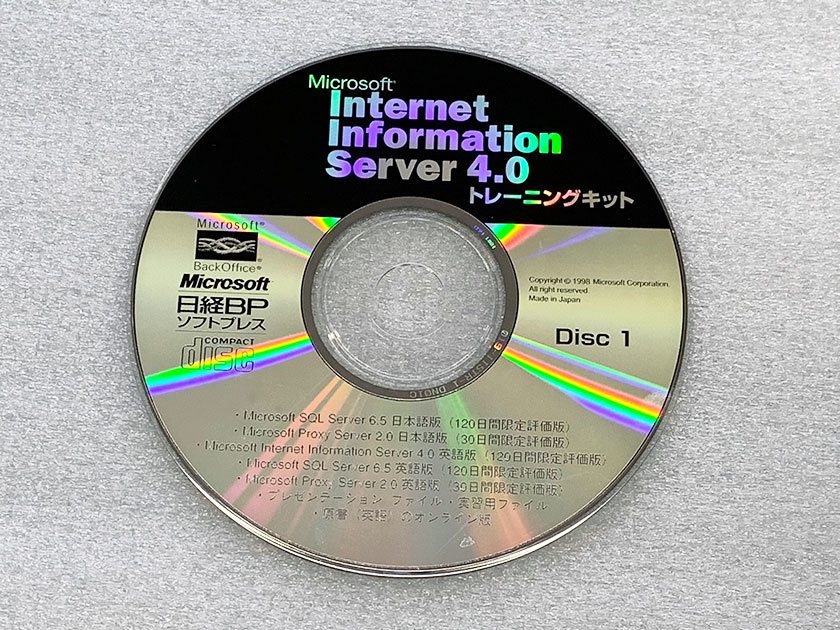 Microsoft®
Internet
Information
Server 4.0
トレーニングキット
Microsoft®
BackOffice®
Microsoft
日経BP
ソフトプレス
COMPACT
disc
Copyright © 1998 Microsoft Corporation.
All right reserved.
Made in Japan
Disc 1
・Microsoft SQL Server 6.5 日本語版（120日間限定評価版）
・Microsoft Proxy Server 2.0 日本語版（30日間限定評価版）
・Microsoft Internet Information Server 4.0 英語版（120日間限定評価版）
・Microsoft SQL Server 6.5 英語版（120日間限定評価版）
・Microsoft Proxy Server 2.0 英語版（30日間限定評価版）
・プレゼンテーション ファイル・実習用ファイル
・原書（英語）のオンライン版